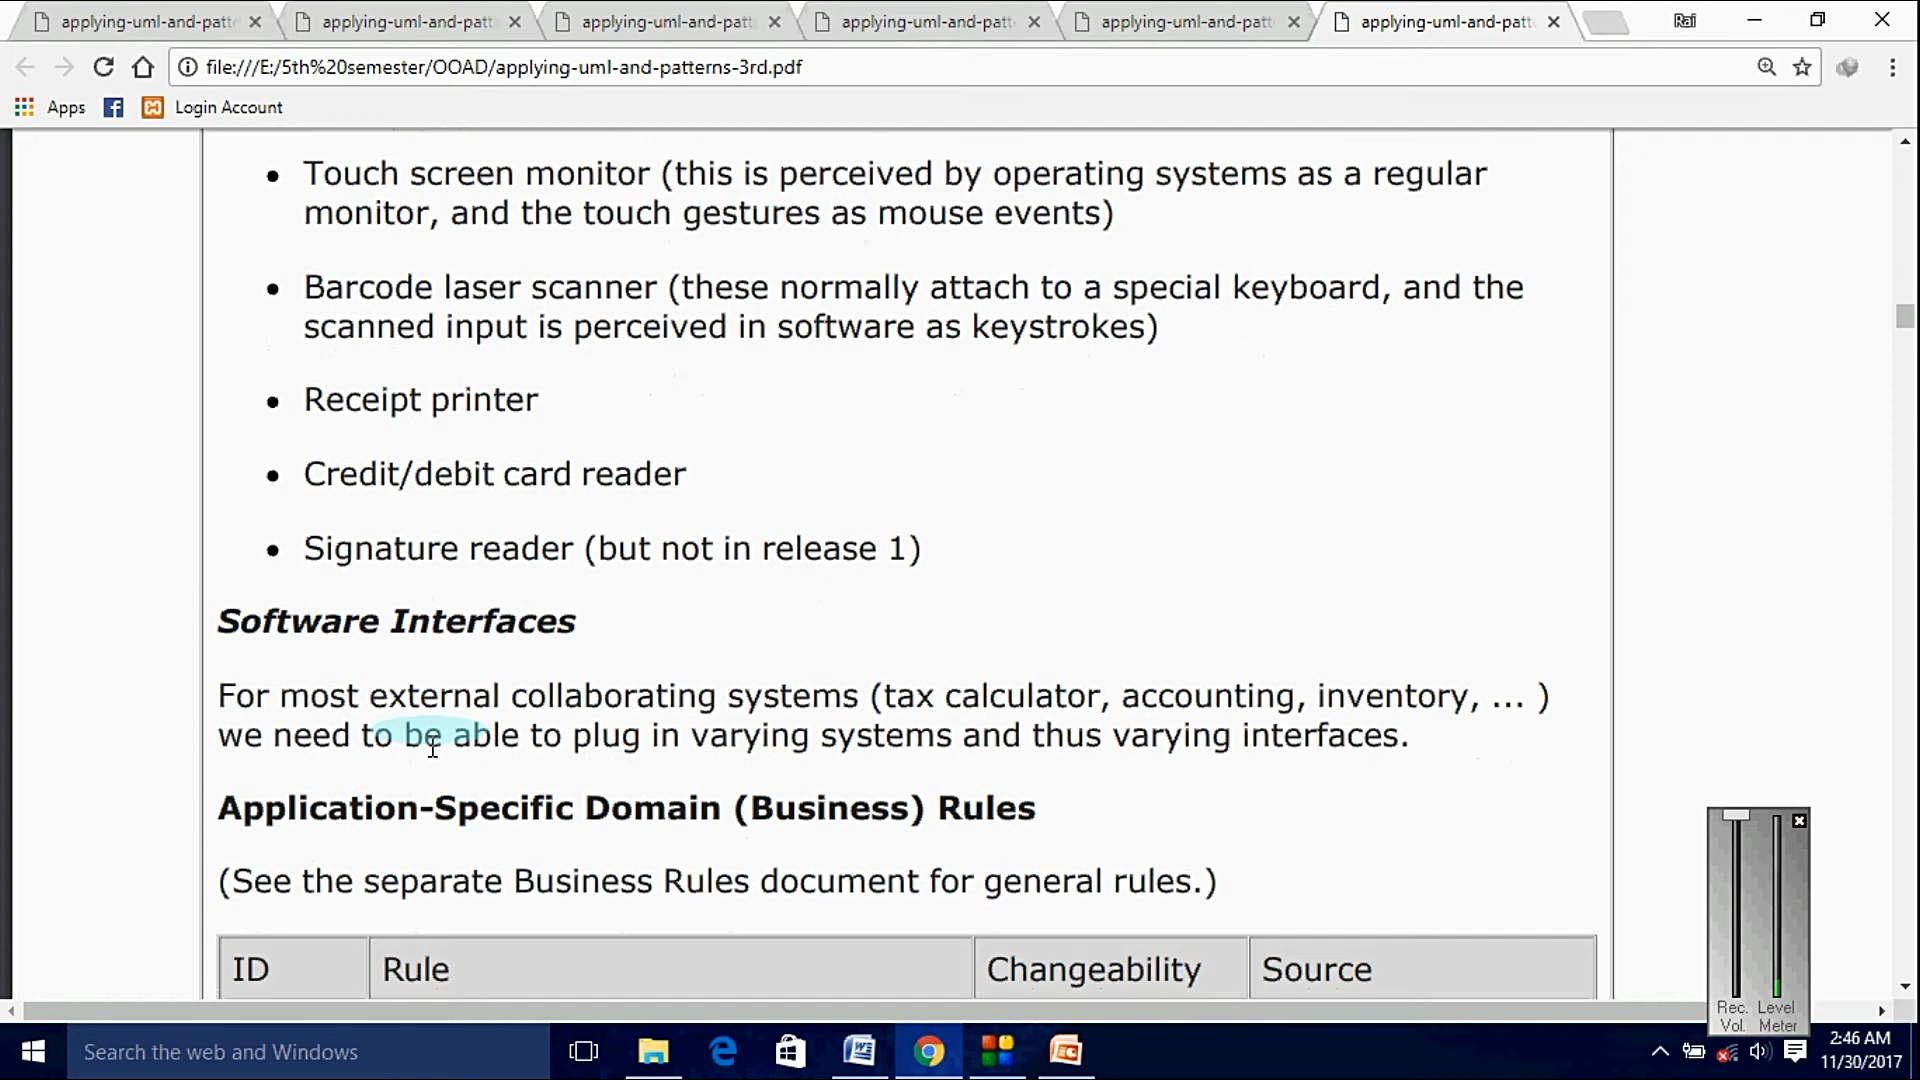 applying-uml-and-patte
applying-uml-and-patte
applying-uml-and-patte
applying-uml-and-patte
applying-uml-and-patte
applying-uml-and-patte
Raj
file:///E:/5th%20semester/OOAD/applying-uml-and-patterns-3rd.pdf
Apps
Login Account
• Touch screen monitor (this is perceived by operating systems as a regular
monitor, and the touch gestures as mouse events)
• Barcode laser scanner (these normally attach to a special keyboard, and the
scanned input is perceived in software as keystrokes)
• Receipt printer
• Credit/debit card reader
• Signature reader (but not in release 1)
Software Interfaces
For most external collaborating systems (tax calculator, accounting, inventory, ... )
we need to be able to plug in varying systems and thus varying interfaces.
Application-Specific Domain (Business) Rules
(See the separate Business Rules document for general rules.)
ID Rule Changeability Source
Rec. Level
Vol. Meter
Search the web and Windows
2:46 AM
11/30/2017